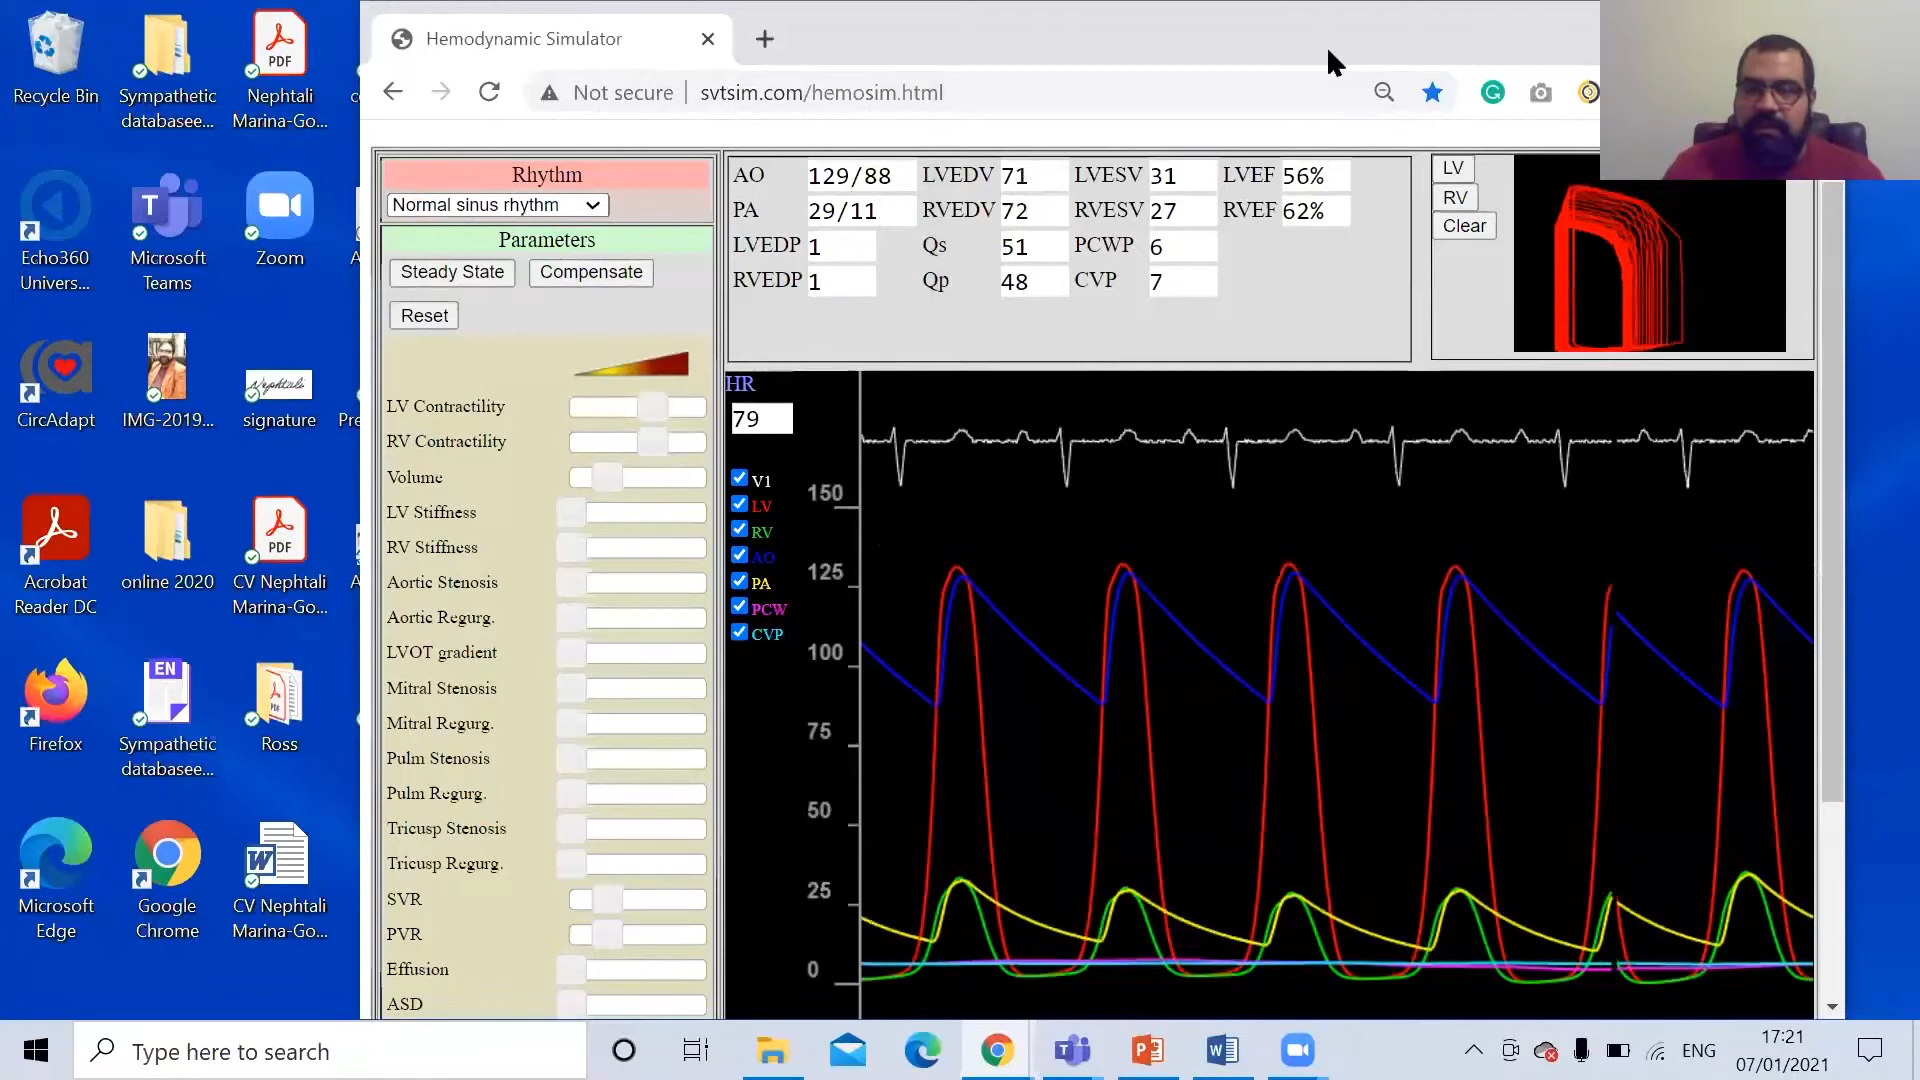 Hemodynamic Simulator
Not secure
svtsim.com/hemosim.html
Recycle Bin
Sympathetic
databasee...
PDF
Nephtali
Marina-Go...
Echo360
Univers...
T
Microsoft
Teams
Zoom
CircAdapt
IMG-2019...
Nephtali
signature
Pre
Acrobat
Reader DC
online 2020
PDF
CV Nephtali
Marina-Go...
Firefox
EN
Sympathetic
databasee...
Ross
Microsoft
Edge
Google
Chrome
W
CV Nephtali
Marina-Go...
Rhythm
Normal sinus rhythm
Parameters
Steady State
Compensate
Reset
LV Contractility
RV Contractility
Volume
LV Stiffness
RV Stiffness
Aortic Stenosis
Aortic Regurg.
LVOT gradient
Mitral Stenosis
Mitral Regurg.
Pulm Stenosis
Pulm Regurg.
Tricusp Stenosis
Tricusp Regurg.
SVR
PVR
Effusion
ASD
AO 129/88 LVEDV 71 LVESV 31 LVEF 56%
PA 29/11 RVEDV 72 RVESV 27 RVEF 62%
LVEDP 1 Qs 51 PCWP 6
RVEDP 1 Qp 48 CVP 7
LV
RV
Clear
HR
79
V1
LV
RV
AO
PA
PCW
CVP
150
125
100
75
50
25
0
Type here to search
ENG
17:21
07/01/2021